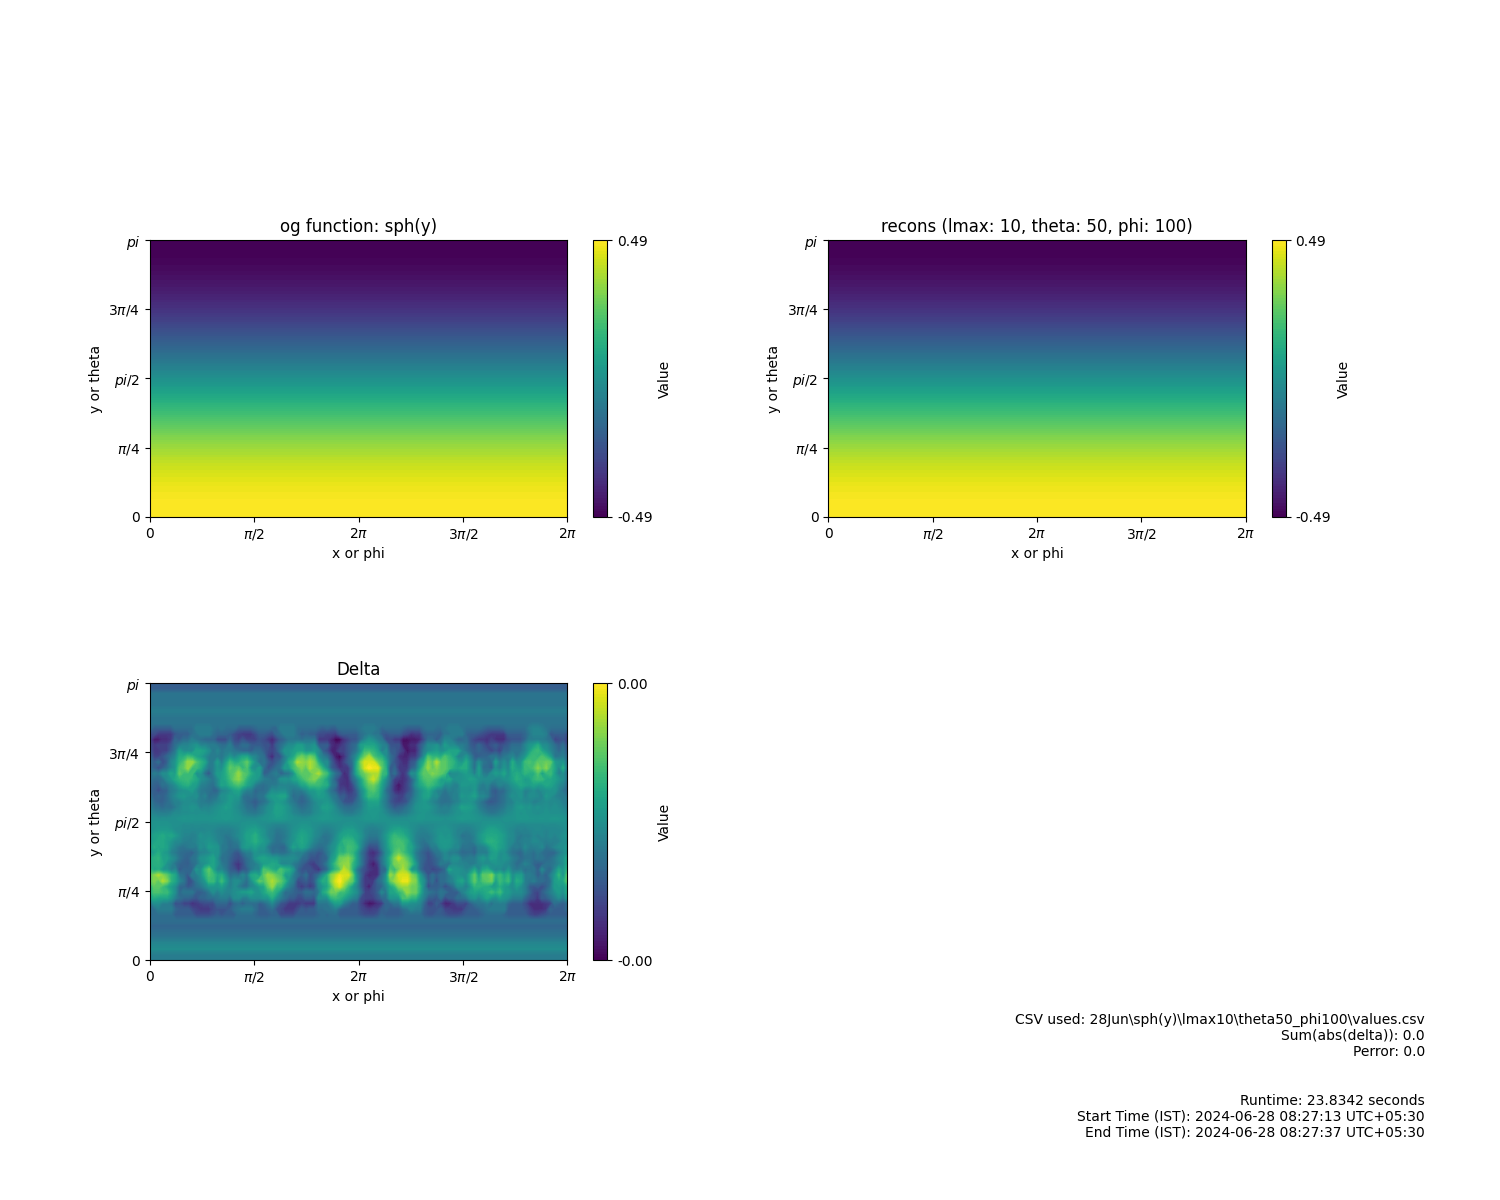 og function: sph(y)
pi
3π/4
pi/2
π/4
0
y or theta
0 π/2 2π 3π/2 2π
x or phi
0.49
-0.49
Value
recons (lmax: 10, theta: 50, phi: 100)
pi
3π/4
pi/2
π/4
0
y or theta
0 π/2 2π 3π/2 2π
x or phi
0.49
-0.49
Value
Delta
pi
3π/4
pi/2
π/4
0
y or theta
0 π/2 2π 3π/2 2π
x or phi
0.00
-0.00
Value
CSV used: 28Jun\sph(y)\lmax10\theta50_phi100\values.csv
Sum(abs(delta)): 0.0
Perror: 0.0
Runtime: 23.8342 seconds
Start Time (IST): 2024-06-28 08:27:13 UTC+05:30
End Time (IST): 2024-06-28 08:27:37 UTC+05:30